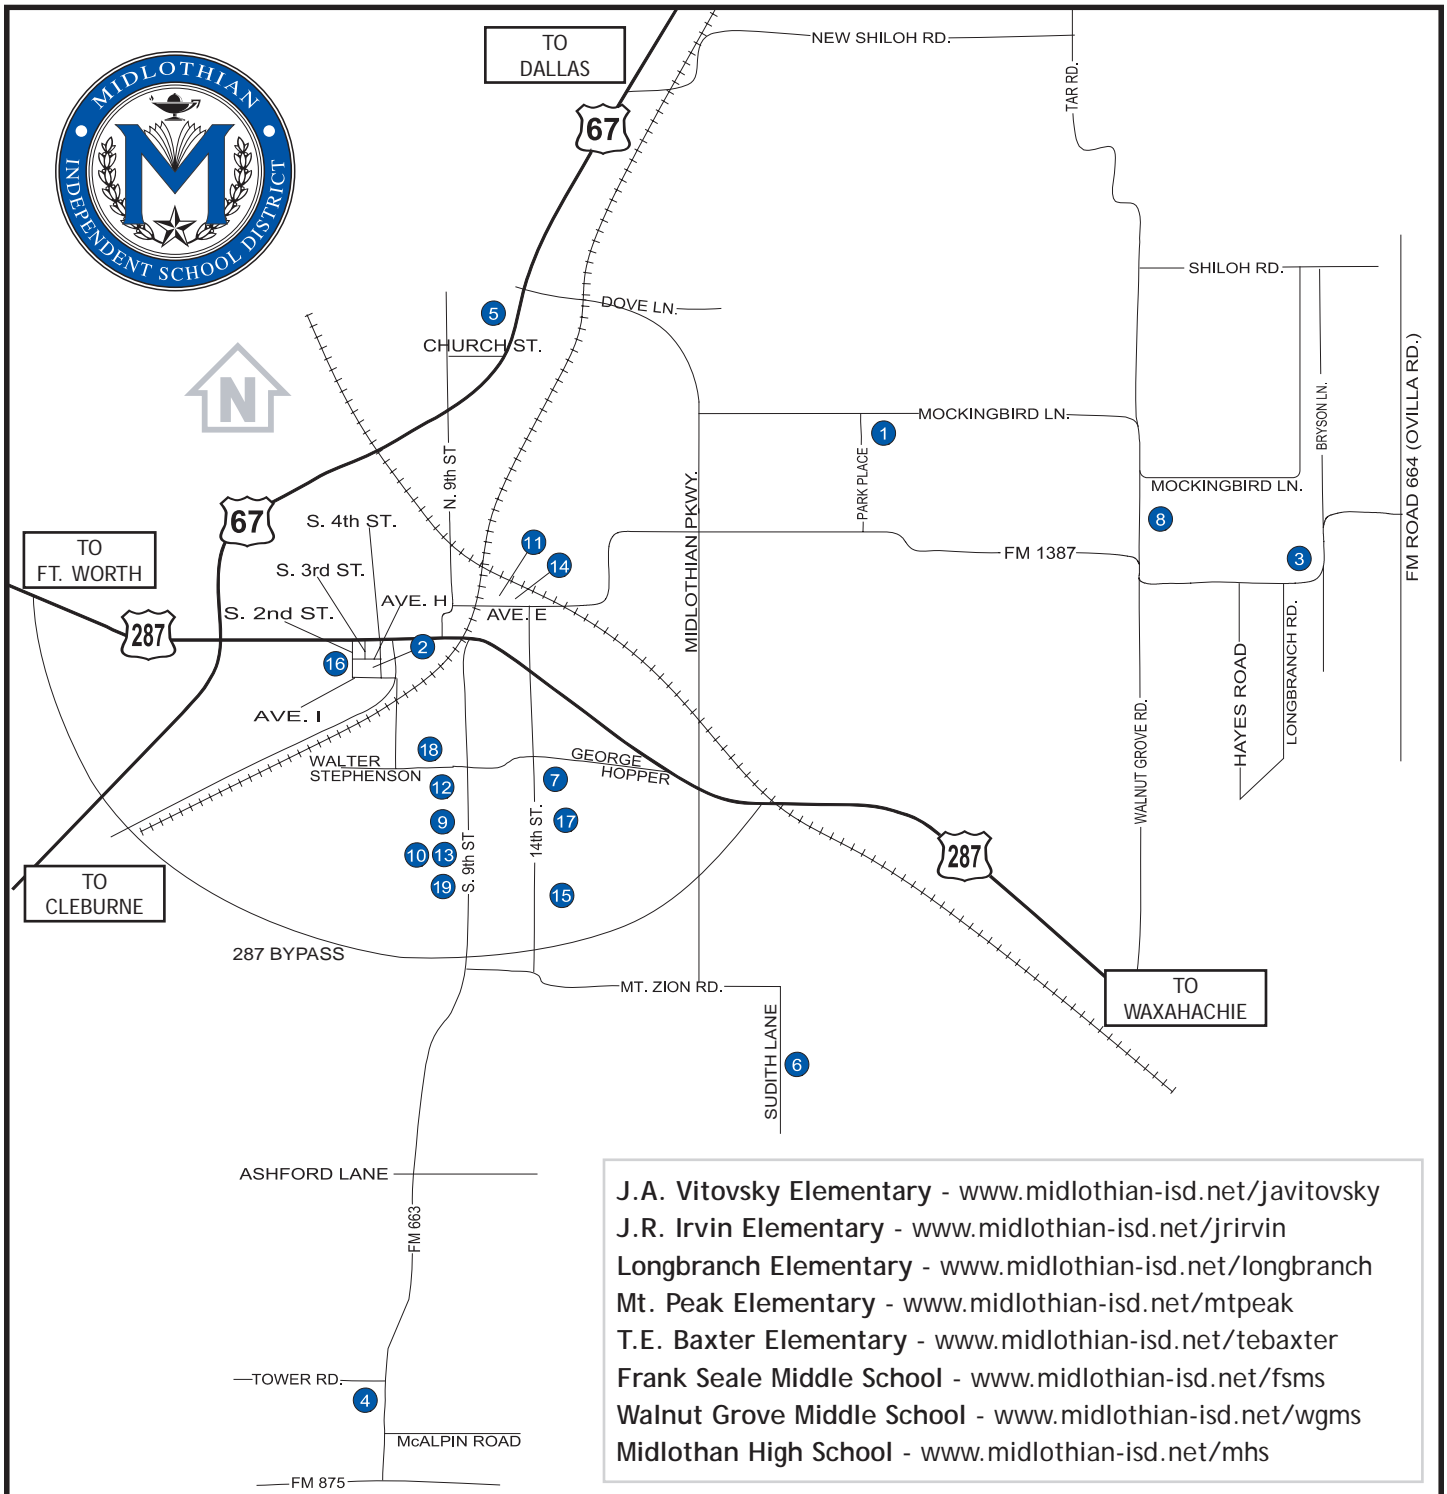 TO
DALLAS
NEW SHILOH RD.
TAR RD.
MIDLOTHIAN
INDEPENDENT SCHOOL DISTRICT
M
67
SHILOH RD.
5
DOVE LN.
CHURCH ST.
N
FM ROAD 664 (OVILLA RD.)
BRYSON LN.
MOCKINGBIRD LN.
1
PARK PLACE
N. 9th ST
MIDLOTHIAN PKWY.
MOCKINGBIRD LN.
67
S. 4th ST.
8
TO
FT. WORTH
11
FM 1387
3
S. 3rd ST.
14
AVE. H
S. 2nd ST.
AVE. E
287
2
16
HAYES ROAD
LONGBRANCH RD.
AVE. I
WALNUT GROVE RD.
18
WALTER
STEPHENSON
GEORGE
HOPPER
7
12
9
17
14th ST.
S. 9th ST
10
13
287
TO
CLEBURNE
19
15
287 BYPASS
MT. ZION RD.
TO
WAXAHACHIE
SUDITH LANE
6
ASHFORD LANE
FM 663
J.A. Vitovsky Elementary - www.midlothian-isd.net/javitovsky
J.R. Irvin Elementary - www.midlothian-isd.net/jrirvin
Longbranch Elementary - www.midlothian-isd.net/longbranch
Mt. Peak Elementary - www.midlothian-isd.net/mtpeak
T.E. Baxter Elementary - www.midlothian-isd.net/tebaxter
Frank Seale Middle School - www.midlothian-isd.net/fsms
Walnut Grove Middle School - www.midlothian-isd.net/wgms
Midlothan High School - www.midlothian-isd.net/mhs
TOWER RD.
4
McALPIN ROAD
FM 875